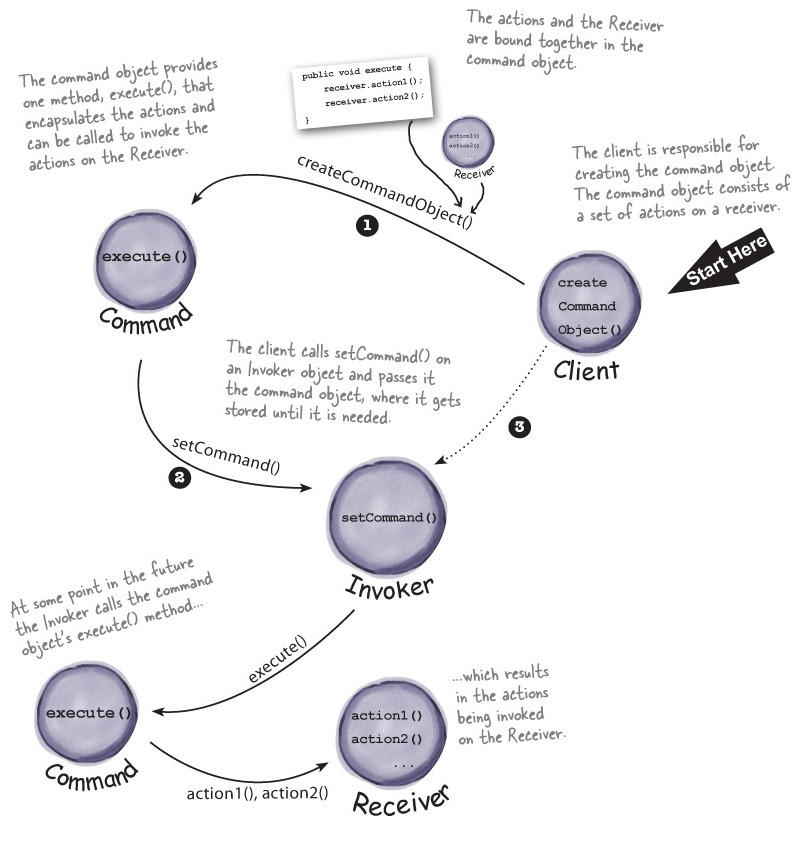 The actions and the Receiver
are bound together in the
command object.
The command object provides
one method, execute(), that
encapsulates the actions and
can be called to invoke the
actions on the Receiver.
public void execute {
receiver.action1();
receiver.action2();
}
action1()
action2()
...
Receiver
The client is responsible for
creating the command object.
The command object consists of
a set of actions on a receiver.
createCommandObject()
1
Start Here
execute()
Command
create
Command
Object()
Client
The client calls setCommand() on
an Invoker object and passes it
the command object, where it gets
stored until it is needed.
3
setCommand()
2
setCommand()
Invoker
At some point in the future
the Invoker calls the command
object's execute() method...
execute()
execute()
Command
...which results
in the actions
being invoked
on the Receiver.
action1()
action2()
...
action1(), action2()
Receiver